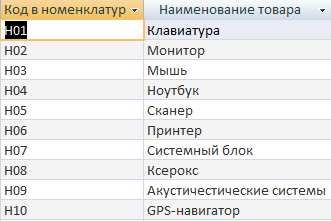 Код в номенклатур Наименование товара
Н01 Клавиатура
Н02 Монитор
Н03 Мышь
Н04 Ноутбук
Н05 Сканер
Н06 Принтер
Н07 Системный блок
Н08 Ксерокс
Н09 Акустичестические системы
Н10 GPS-навигатор